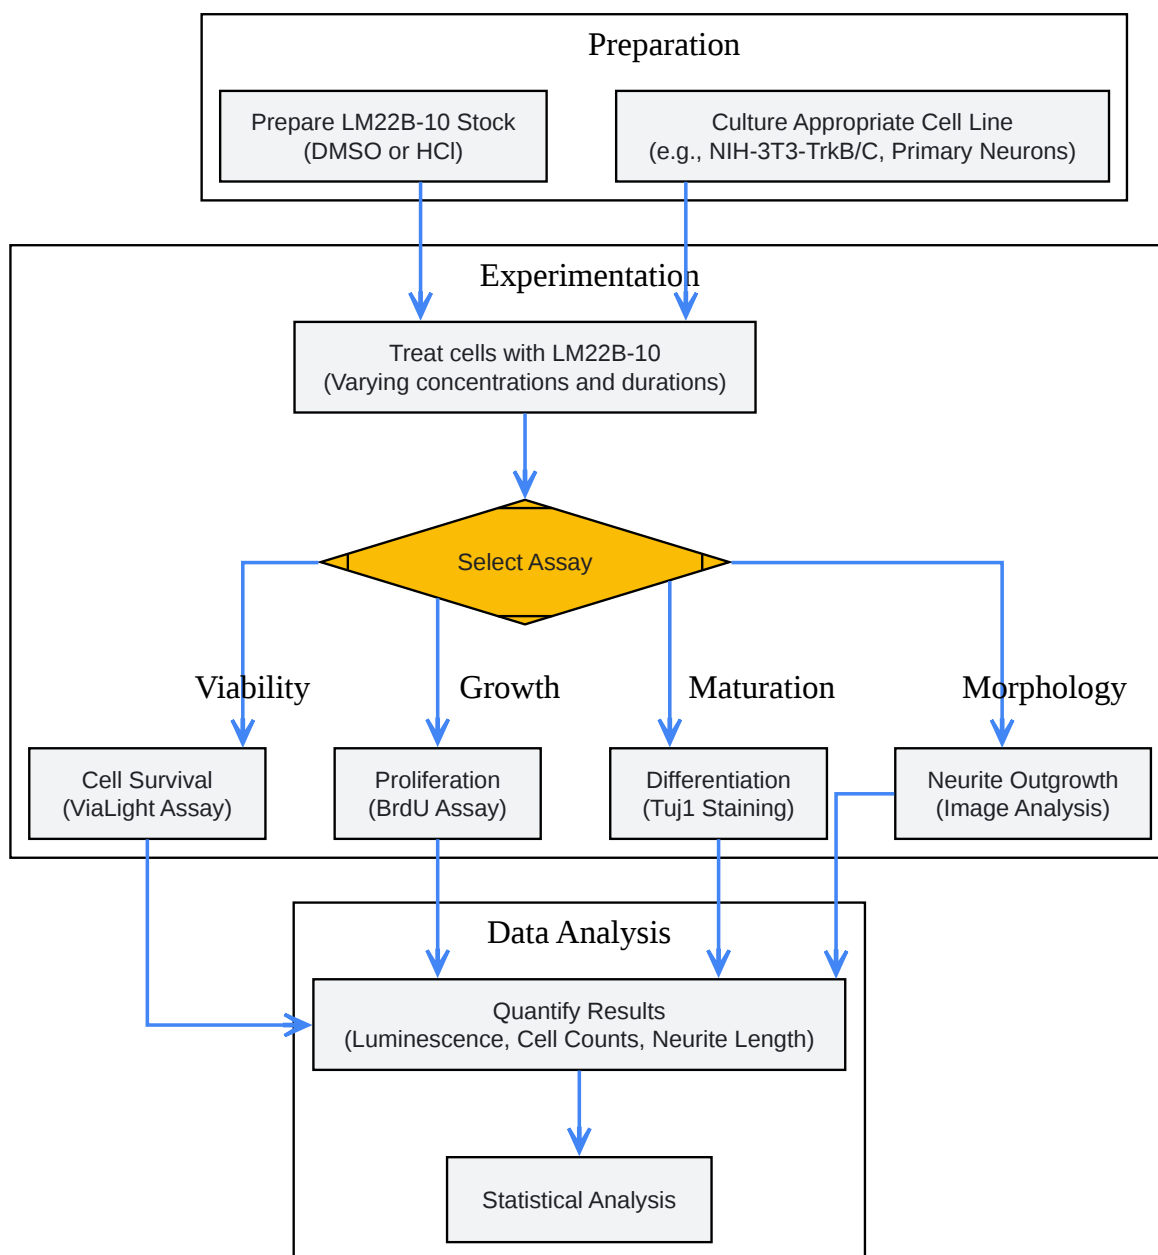 Preparation
Prepare LM22B-10 Stock
(DMSO or HCl)
Culture Appropriate Cell Line
(e.g., NIH-3T3-TrkB/C, Primary Neurons)
Experimentation
Treat cells with LM22B-10
(Varying concentrations and durations)
Select Assay
Viability
Growth
Maturation
Morphology
Cell Survival
(ViaLight Assay)
Proliferation
(BrdU Assay)
Differentiation
(Tuj1 Staining)
Neurite Outgrowth
(Image Analysis)
Data Analysis
Quantify Results
(Luminescence, Cell Counts, Neurite Length)
Statistical Analysis